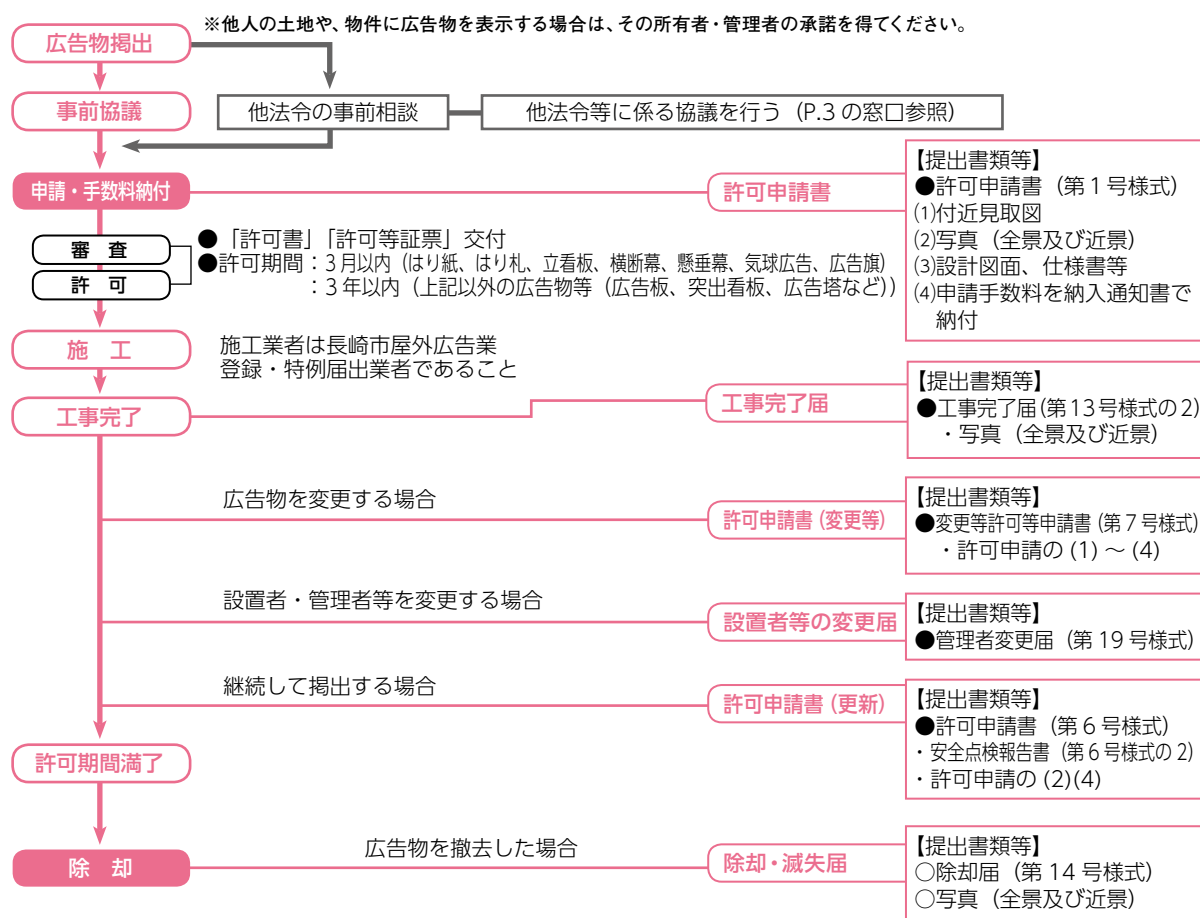 ※他人の土地や、物件に広告物を表示する場合は、その所有者・管理者の承諾を得てください。
広告物掲出
事前協議
他法令の事前相談
他法令等に係る協議を行う（P.3 の窓口参照）
申請・手数料納付
許可申請書
【提出書類等】
●許可申請書（第１号様式）
⑴付近見取図
⑵写真（全景及び近景）
⑶設計図面、仕様書等
⑷申請手数料を納入通知書で
納付
審　査
許　可
●「許可書」「許可等証票」交付
●許可期間：３月以内（はり紙、はり札、立看板、横断幕、懸垂幕、気球広告、広告旗）
：３年以内（上記以外の広告物等（広告板、突出看板、広告塔など））
施　工
施工業者は長崎市屋外広告業
登録・特例届出業者であること
工事完了
工事完了届
【提出書類等】
●工事完了届(第13号様式の2)
・写真（全景及び近景）
広告物を変更する場合
許可申請書（変更等）
【提出書類等】
●変更等許可等申請書（第７号様式）
・許可申請の (1) ～ (4)
設置者・管理者等を変更する場合
設置者等の変更届
【提出書類等】
●管理者変更届（第 19 号様式）
継続して掲出する場合
許可申請書（更新）
【提出書類等】
●許可申請書（第６号様式）
・安全点検報告書（第６号様式の 2）
・許可申請の (2)(4)
許可期間満了
除　却
広告物を撤去した場合
除却・滅失届
【提出書類等】
○除却届（第 14 号様式）
○写真（全景及び近景）